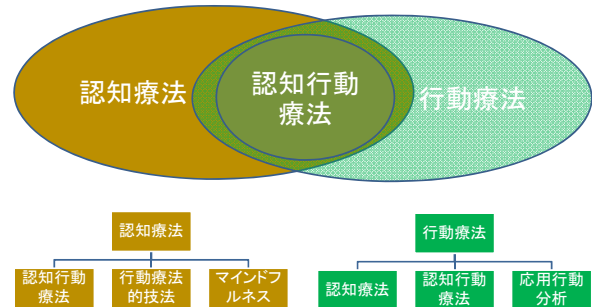 認知療法
認知行動
療法
行動療法
認知療法
認知行動
療法
行動療法
的技法
マインドフ
ルネス
行動療法
認知療法
認知行動
療法
応用行動
分析